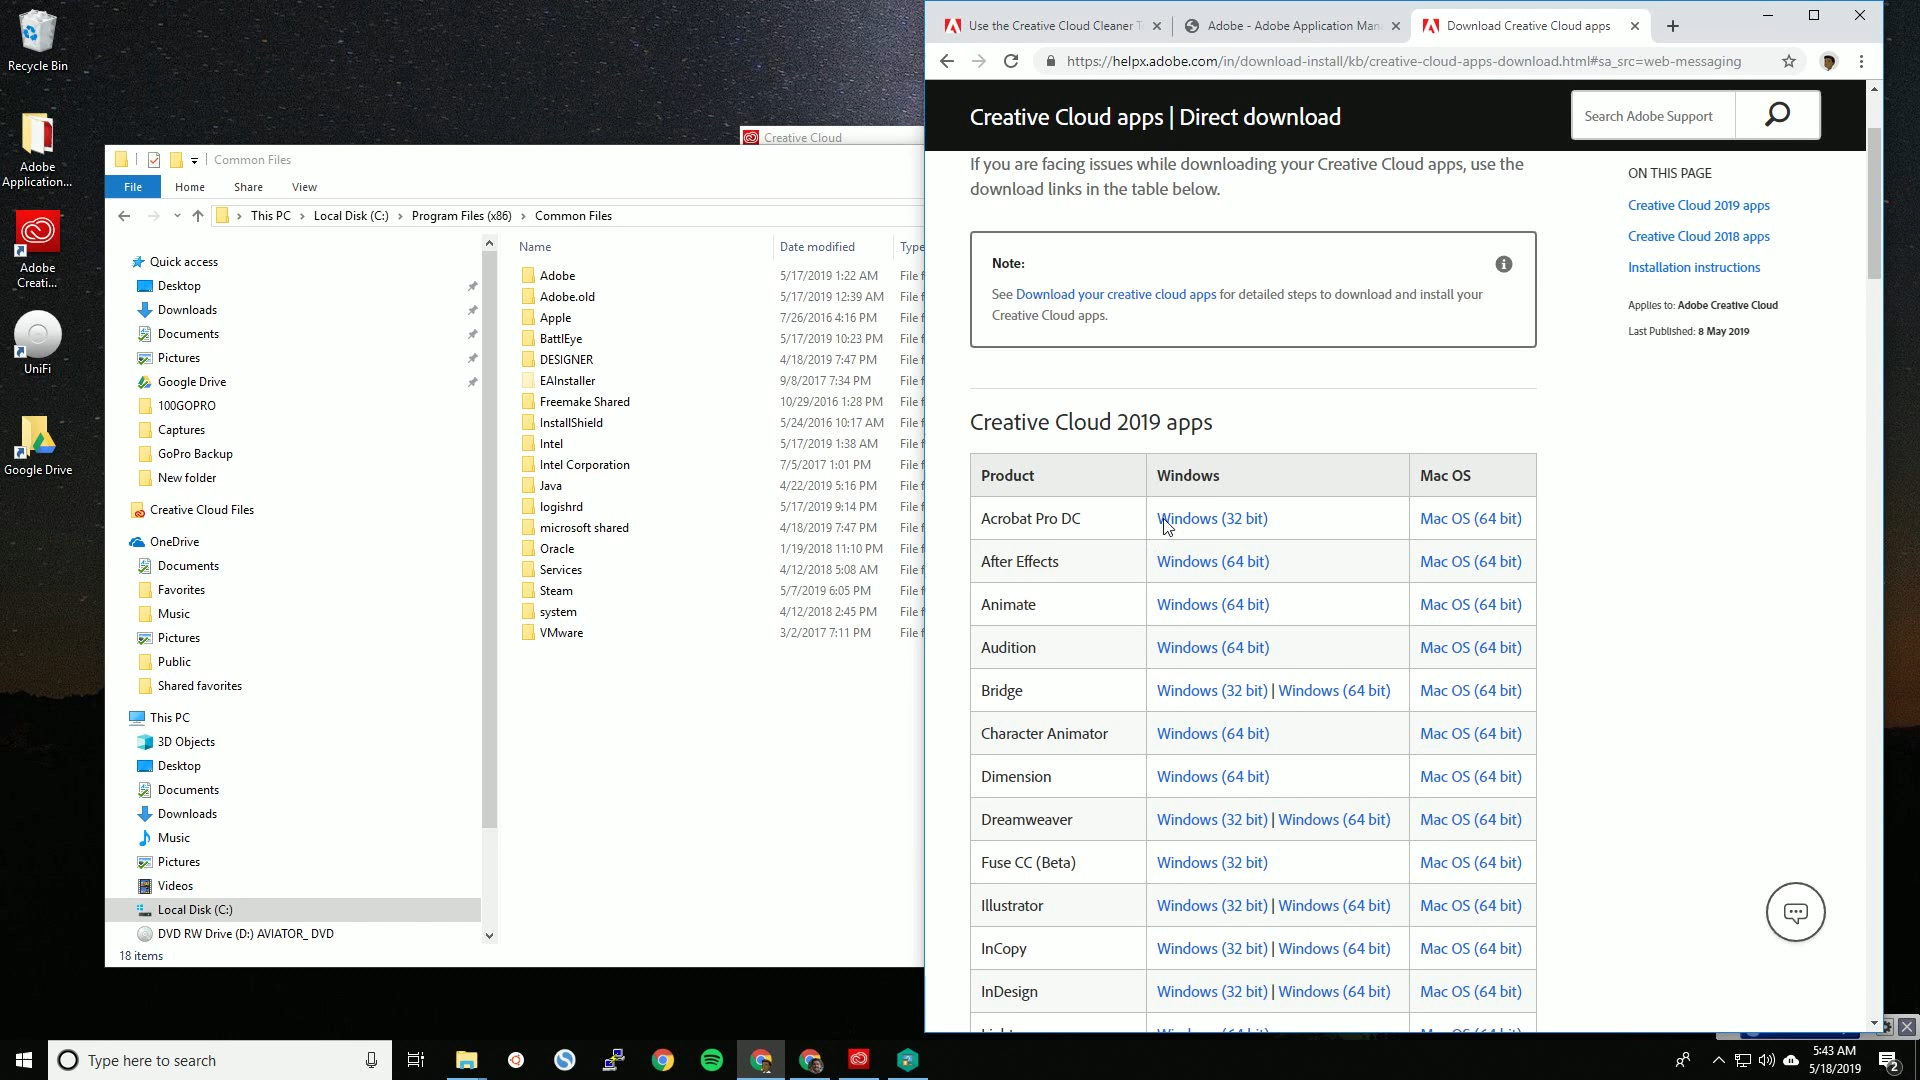 Recycle Bin
Adobe
Application...
Adobe
Creati...
UniFi
Google Drive
Creative Cloud
Common Files
File
Home
Share
View
This PC
Local Disk (C:)
Program Files (x86)
Common Files
Quick access
Desktop
Downloads
Documents
Pictures
Google Drive
100GOPRO
Captures
GoPro Backup
New folder
Creative Cloud Files
OneDrive
Documents
Favorites
Music
Pictures
Public
Shared favorites
This PC
3D Objects
Desktop
Documents
Downloads
Music
Pictures
Videos
Local Disk (C:)
DVD RW Drive (D:) AVIATOR_DVD
18 items
Name Date modified Type
Adobe 5/17/2019 1:22 AM File f
Adobe.old 5/17/2019 12:39 AM File f
Apple 7/26/2016 4:16 PM File f
BattlEye 5/17/2019 10:23 PM File f
DESIGNER 4/18/2019 7:47 PM File f
EAInstaller 9/8/2017 7:34 PM File f
Freemake Shared 10/29/2016 1:28 PM File f
InstallShield 5/24/2016 10:17 AM File f
Intel 5/17/2019 1:38 AM File f
Intel Corporation 7/5/2017 1:01 PM File f
Java 4/22/2019 5:16 PM File f
logishrd 5/17/2019 9:14 PM File f
microsoft shared 4/18/2019 7:47 PM File f
Oracle 1/19/2018 11:10 PM File f
Services 4/12/2018 5:08 AM File f
Steam 5/7/2019 6:05 PM File f
system 4/12/2018 2:45 PM File f
VMware 3/2/2017 7:11 PM File f
Use the Creative Cloud Cleaner T
Adobe - Adobe Application Man
Download Creative Cloud apps
https://helpx.adobe.com/in/download-install/kb/creative-cloud-apps-download.html#sa_src=web-messaging
Creative Cloud apps | Direct download
Search Adobe Support
If you are facing issues while downloading your Creative Cloud apps, use the
download links in the table below.
Note:
See Download your creative cloud apps for detailed steps to download and install your
Creative Cloud apps.
ON THIS PAGE
Creative Cloud 2019 apps
Creative Cloud 2018 apps
Installation instructions
Applies to: Adobe Creative Cloud
Last Published: 8 May 2019
Creative Cloud 2019 apps
Product Windows Mac OS
Acrobat Pro DC Windows (32 bit) Mac OS (64 bit)
After Effects Windows (64 bit) Mac OS (64 bit)
Animate Windows (64 bit) Mac OS (64 bit)
Audition Windows (64 bit) Mac OS (64 bit)
Bridge Windows (32 bit) | Windows (64 bit) Mac OS (64 bit)
Character Animator Windows (64 bit) Mac OS (64 bit)
Dimension Windows (64 bit) Mac OS (64 bit)
Dreamweaver Windows (32 bit) | Windows (64 bit) Mac OS (64 bit)
Fuse CC (Beta) Windows (32 bit) Mac OS (64 bit)
Illustrator Windows (32 bit) | Windows (64 bit) Mac OS (64 bit)
InCopy Windows (32 bit) | Windows (64 bit) Mac OS (64 bit)
InDesign Windows (32 bit) | Windows (64 bit) Mac OS (64 bit)
Type here to search
5:43 AM
5/18/2019
2